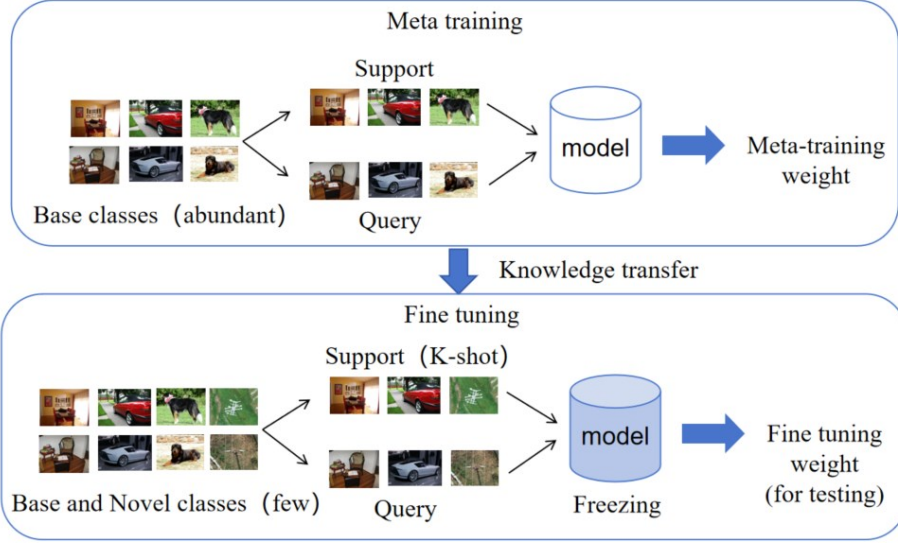 Meta training
Support
model
Meta-training
weight
Base classes（abundant）
Query
Knowledge transfer
Fine tuning
Support（K-shot）
model
Fine tuning
weight
(for testing)
Base and Novel classes（few）
Query
Freezing